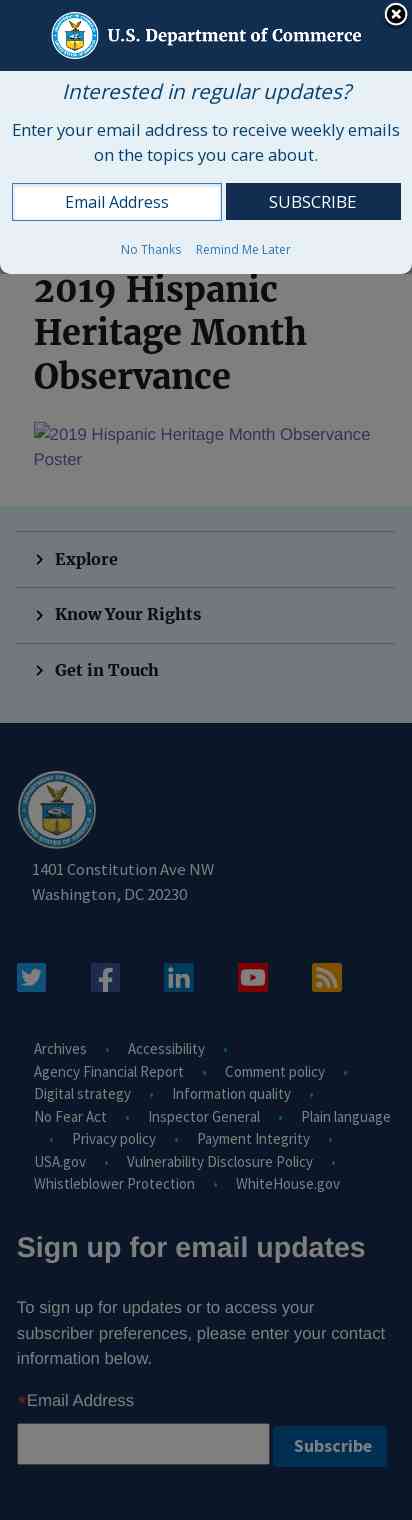 U.S. Department of Commerce
Interested in regular updates?
Enter your email address to receive weekly emails
on the topics you care about.
Email Address
SUBSCRIBE
No Thanks Remind Me Later
2019 Hispanic
Heritage Month
Observance
2019 Hispanic Heritage Month Observance
Poster
Explore
Know Your Rights
Get in Touch
1401 Constitution Ave NW
Washington, DC 20230
Archives • Accessibility •
Agency Financial Report • Comment policy •
Digital strategy • Information quality •
No Fear Act • Inspector General • Plain language
• Privacy policy • Payment Integrity •
USA.gov • Vulnerability Disclosure Policy •
Whistleblower Protection • WhiteHouse.gov
Sign up for email updates
To sign up for updates or to access your
subscriber preferences, please enter your contact
information below.
*Email Address
Subscribe